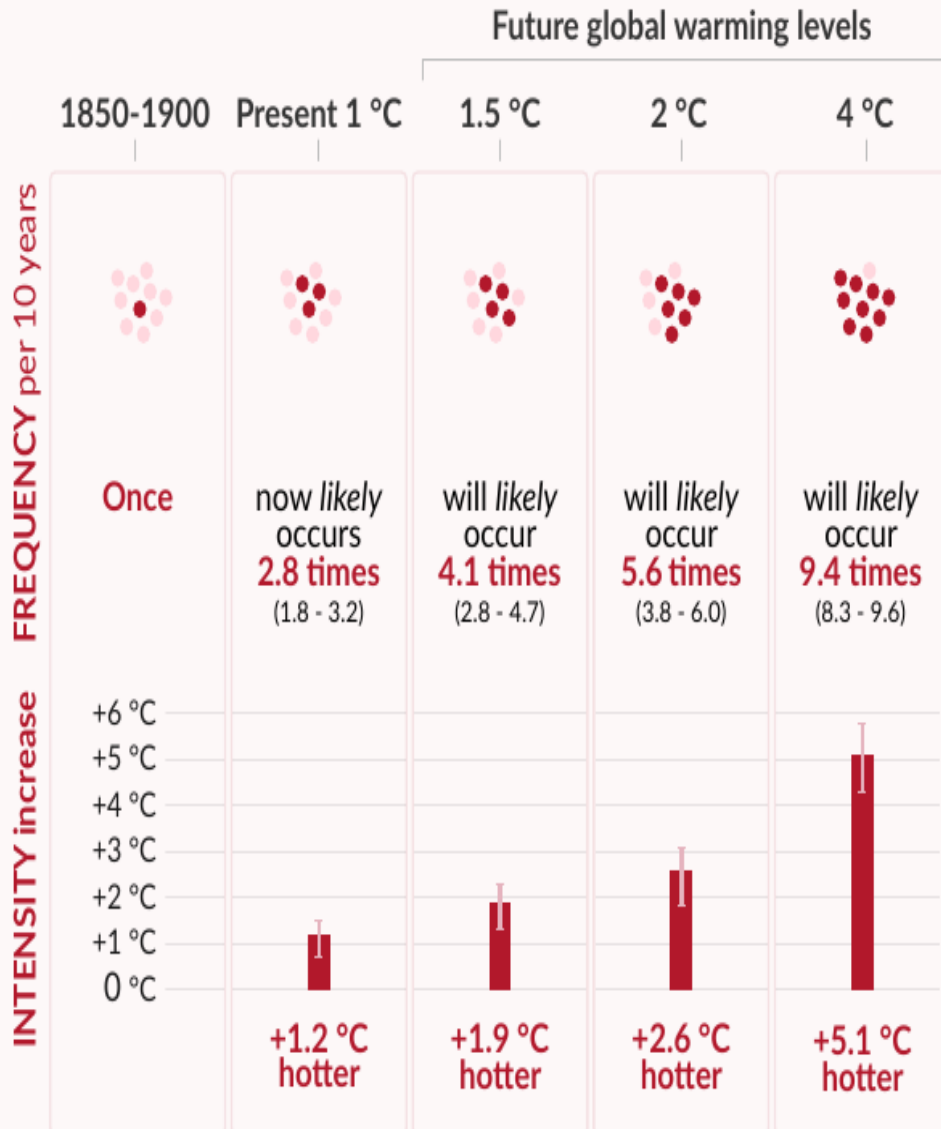 Future global warming levels
1850-1900 Present 1 °C 1.5 °C 2 °C 4 °C
FREQUENCY per 10 years
Once
now likely
occurs
2.8 times
(1.8 - 3.2)
will likely
occur
4.1 times
(2.8 - 4.7)
will likely
occur
5.6 times
(3.8 - 6.0)
will likely
occur
9.4 times
(8.3 - 9.6)
INTENSITY increase
+6 °C
+5 °C
+4 °C
+3 °C
+2 °C
+1 °C
0 °C
+1.2 °C
hotter
+1.9 °C
hotter
+2.6 °C
hotter
+5.1 °C
hotter